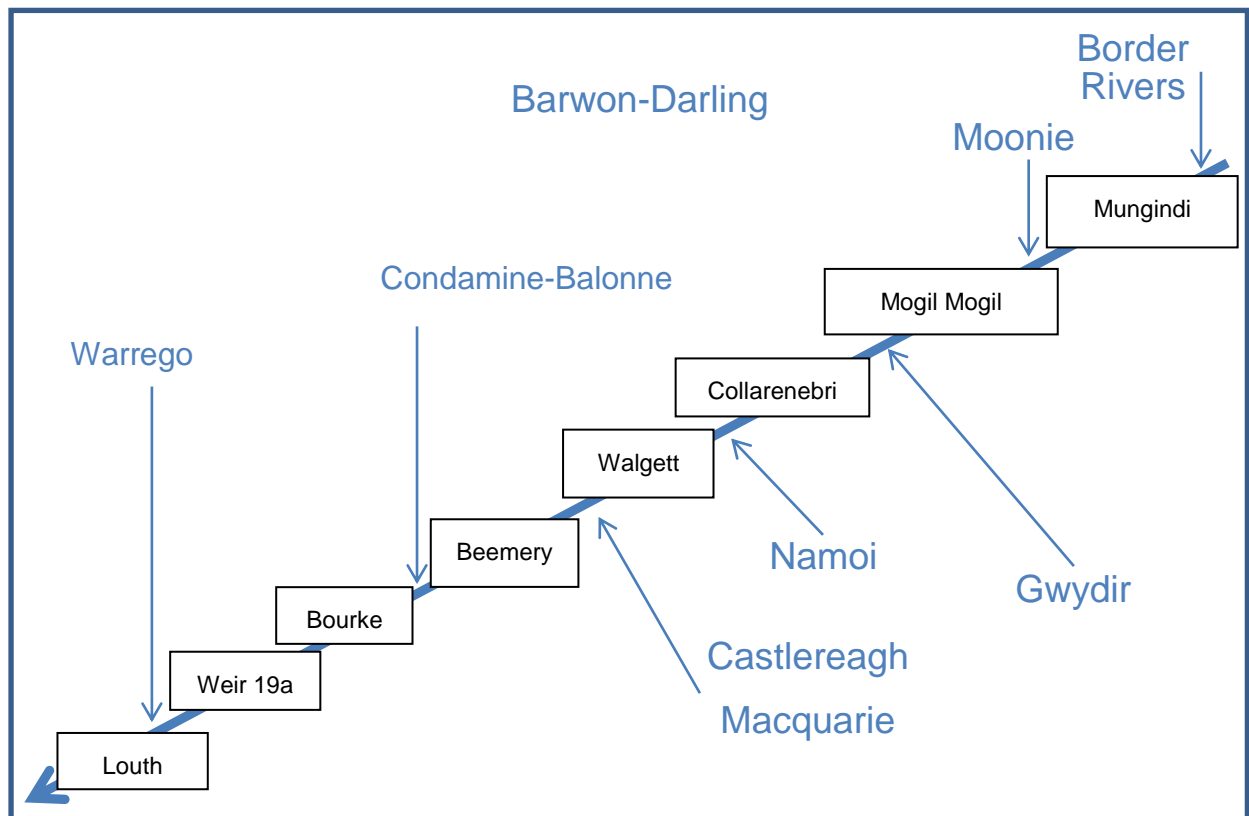 Border
Rivers
Barwon-Darling
Moonie
Mungindi
Condamine-Balonne
Mogil Mogil
Warrego
Collarenebri
Walgett
Beemery
Namoi
Gwydir
Bourke
Castlereagh
Weir 19a
Macquarie
Louth